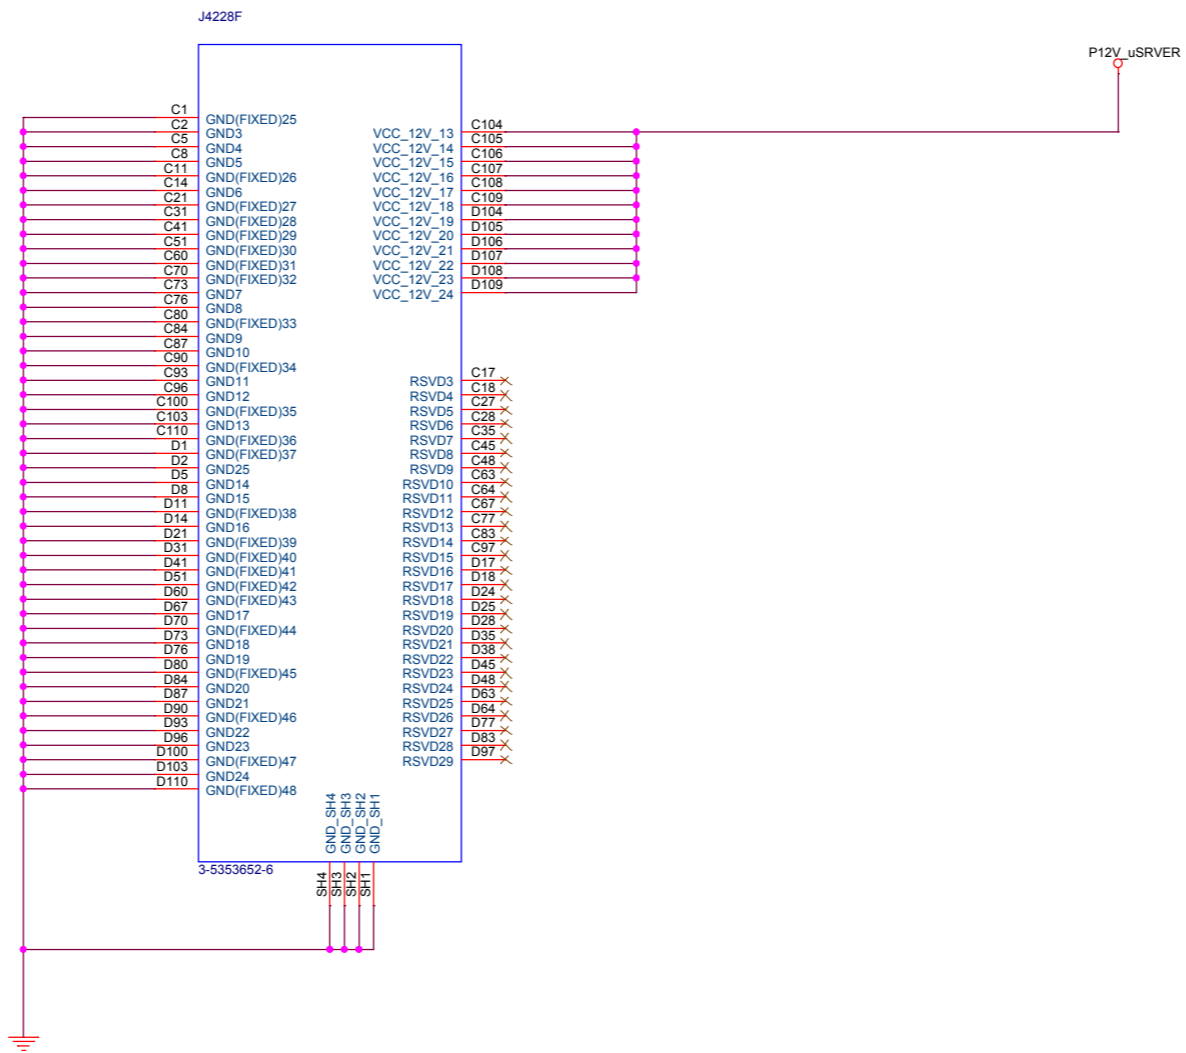 J4228F
P12V_uSRVER
C1 GND(FIXED)25
C2 GND3
C5 GND4
C8 GND5
C11 GND(FIXED)26
C14 GND6
C21 GND(FIXED)27
C31 GND(FIXED)28
C41 GND(FIXED)29
C51 GND(FIXED)30
C60 GND(FIXED)31
C70 GND(FIXED)32
C73 GND7
C76 GND8
C80 GND(FIXED)33
C84 GND9
C87 GND10
C90 GND(FIXED)34
C93 GND11
C96 GND12
C100 GND(FIXED)35
C103 GND13
C110 GND(FIXED)36
D1 GND(FIXED)37
D2 GND25
D5 GND14
D8 GND15
D11 GND(FIXED)38
D14 GND16
D21 GND(FIXED)39
D31 GND(FIXED)40
D41 GND(FIXED)41
D51 GND(FIXED)42
D60 GND(FIXED)43
D67 GND17
D70 GND(FIXED)44
D73 GND18
D76 GND19
D80 GND(FIXED)45
D84 GND20
D87 GND21
D90 GND(FIXED)46
D93 GND22
D96 GND23
D100 GND(FIXED)47
D103 GND24
D110 GND(FIXED)48
VCC_12V_13 C104
VCC_12V_14 C105
VCC_12V_15 C106
VCC_12V_16 C107
VCC_12V_17 C108
VCC_12V_18 C109
VCC_12V_19 D104
VCC_12V_20 D105
VCC_12V_21 D106
VCC_12V_22 D107
VCC_12V_23 D108
VCC_12V_24 D109
RSVD3 C17
RSVD4 C18
RSVD5 C27
RSVD6 C28
RSVD7 C35
RSVD8 C45
RSVD9 C48
RSVD10 C63
RSVD11 C64
RSVD12 C67
RSVD13 C77
RSVD14 C83
RSVD15 C97
RSVD16 D17
RSVD17 D18
RSVD18 D24
RSVD19 D25
RSVD20 D28
RSVD21 D35
RSVD22 D38
RSVD23 D45
RSVD24 D48
RSVD25 D63
RSVD26 D64
RSVD27 D77
RSVD28 D83
RSVD29 D97
GND_SH4 SH4
GND_SH3 SH3
GND_SH2 SH2
GND_SH1 SH1
3-5353652-6